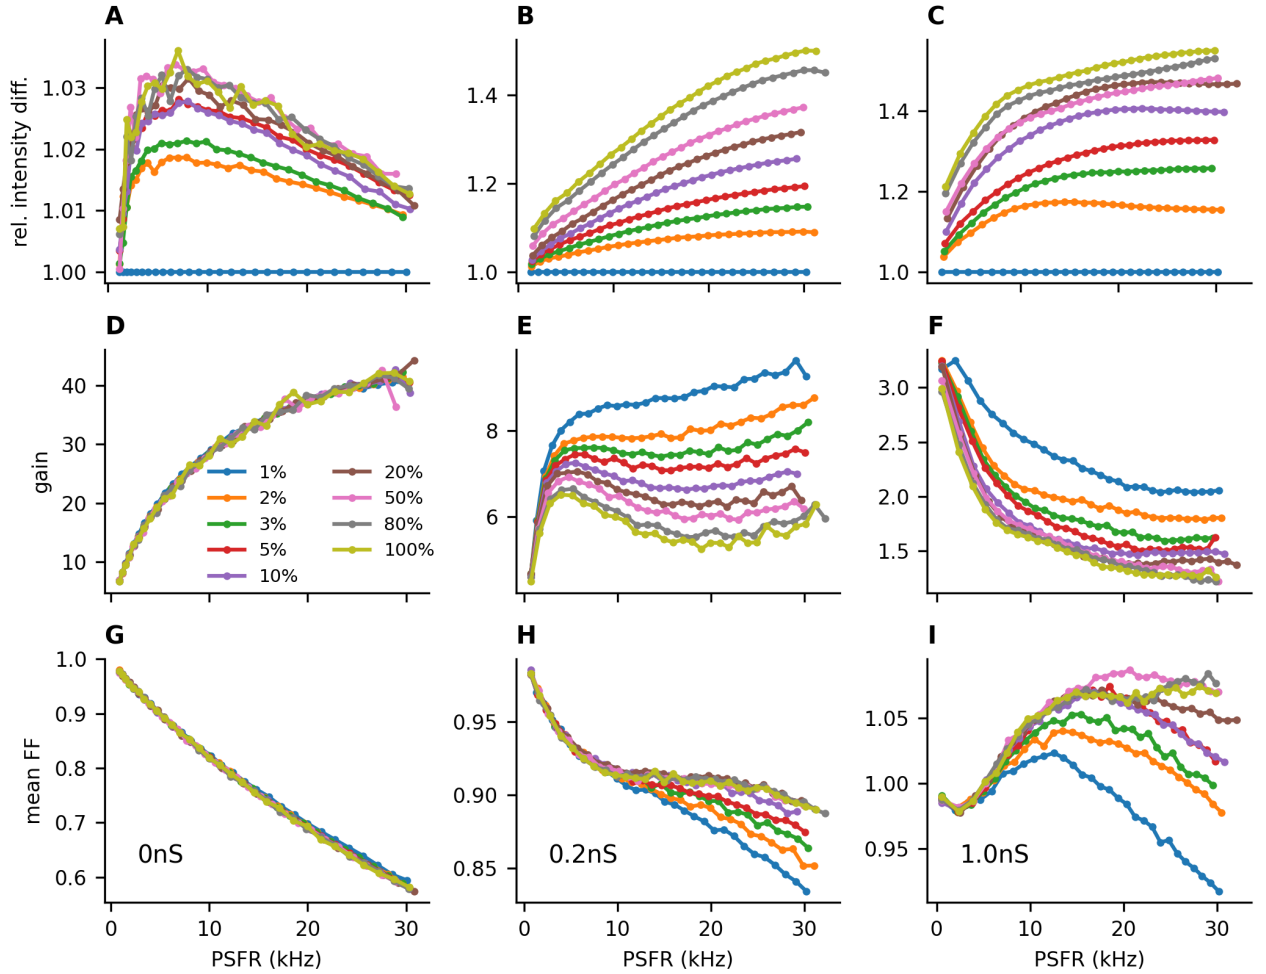 A
B
C
rel. intensity diff.
1.03
1.02
1.01
1.00
1.4
1.2
1.0
1.4
1.2
1.0
D
E
F
gain
40
30
20
10
1%
2%
3%
5%
10%
20%
50%
80%
100%
8
6
3.0
2.5
2.0
1.5
G
H
I
mean FF
1.0
0.9
0.8
0.7
0.6
0nS
0 10 20 30
PSFR (kHz)
0.95
0.90
0.85
0.2nS
0 10 20 30
PSFR (kHz)
1.05
1.00
0.95
1.0nS
0 10 20 30
PSFR (kHz)